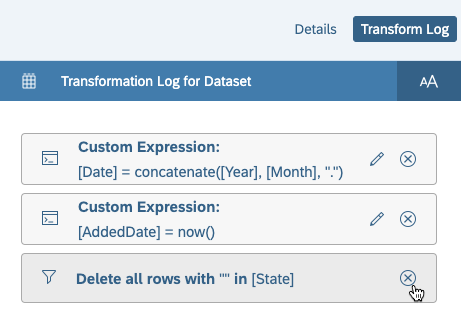 Details Transform Log
Transformation Log for Dataset AA
Custom Expression:
[Date] = concatenate([Year], [Month], ".")
Custom Expression:
[AddedDate] = now()
Delete all rows with "" in [State]